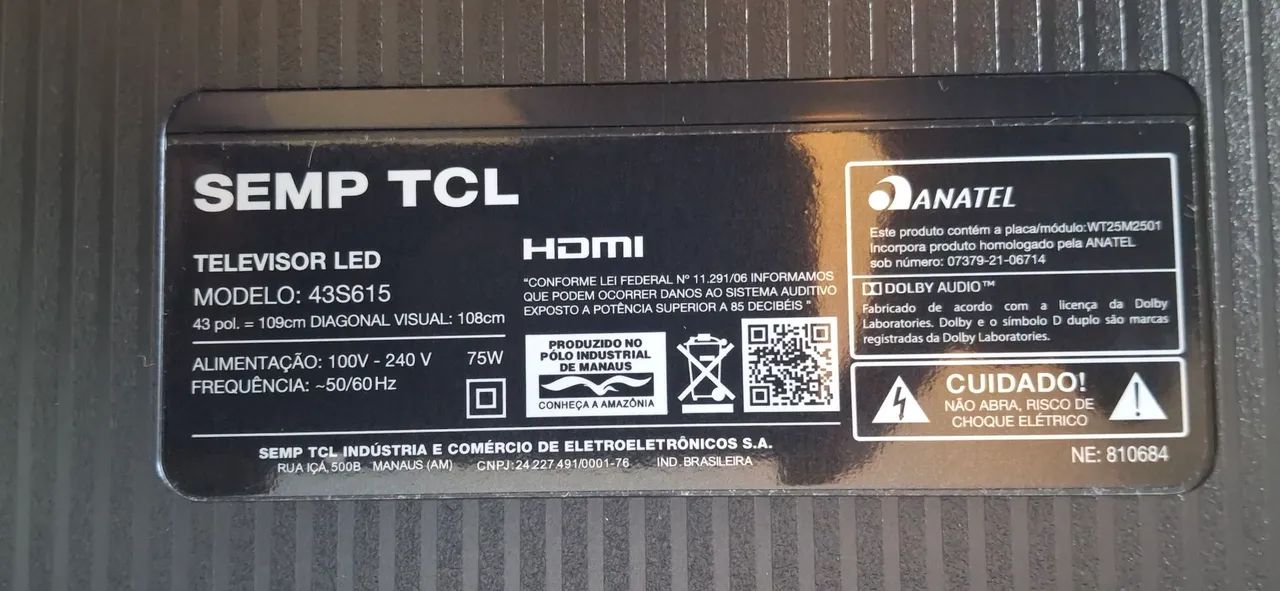 SEMP TCL
TELEVISOR LED
MODELO: 43S615
43 pol. = 109cm DIAGONAL VISUAL: 108cm
ALIMENTAÇÃO: 100V - 240 V 75W
FREQUÊNCIA: ~50/60Hz
HDMI
"CONFORME LEI FEDERAL Nº 11.291/06 INFORMAMOS
QUE PODEM OCORRER DANOS AO SISTEMA AUDITIVO
EXPOSTO A POTÊNCIA SUPERIOR A 85 DECIBÉIS "
PRODUZIDO NO
PÓLO INDUSTRIAL
DE MANAUS
CONHEÇA A AMAZÔNIA
SEMP TCL INDÚSTRIA E COMÉRCIO DE ELETROELETRÔNICOS S.A.
RUA IÇÁ, 500B MANAUS (AM) CNPJ: 24 227 491/0001-76 IND. BRASILEIRA
ANATEL
Este produto contém a placa/módulo: WT25M2501
Incorpora produto homologado pela ANATEL
sob número: 07379-21-06714
DOLBY AUDIO™
Fabricado de acordo com a licença da Dolby
Laboratories. Dolby e o símbolo D duplo são marcas
registradas da Dolby Laboratories.
CUIDADO!
NÃO ABRA, RISCO DE
CHOQUE ELÉTRICO
NE: 810684